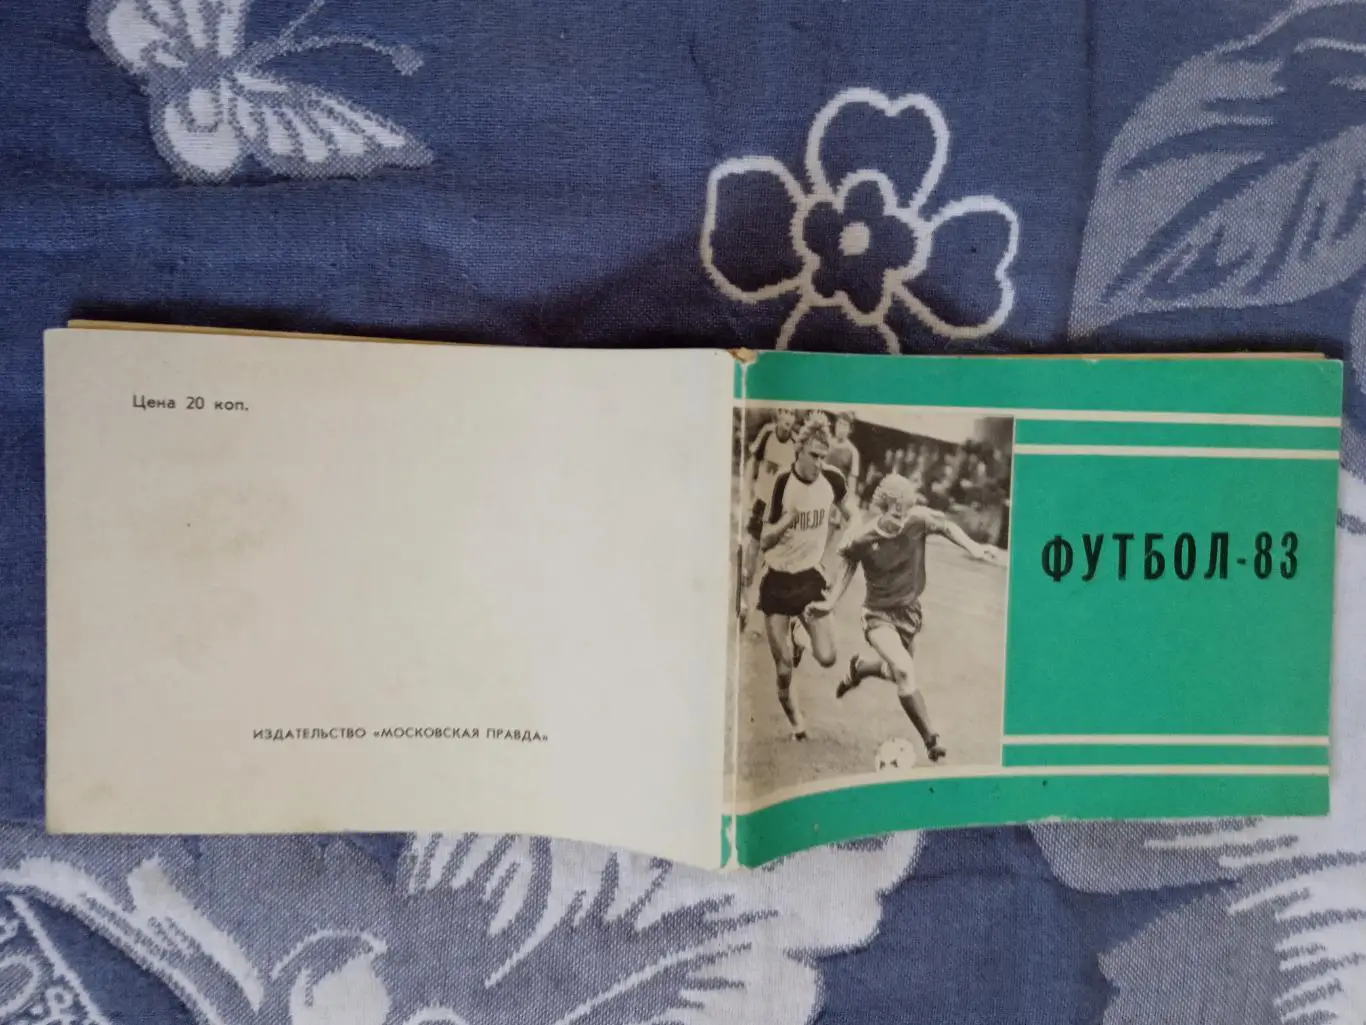 Цена 20 коп.
ИЗДАТЕЛЬСТВО «МОСКОВСКАЯ ПРАВДА»
ФУТБОЛ-83